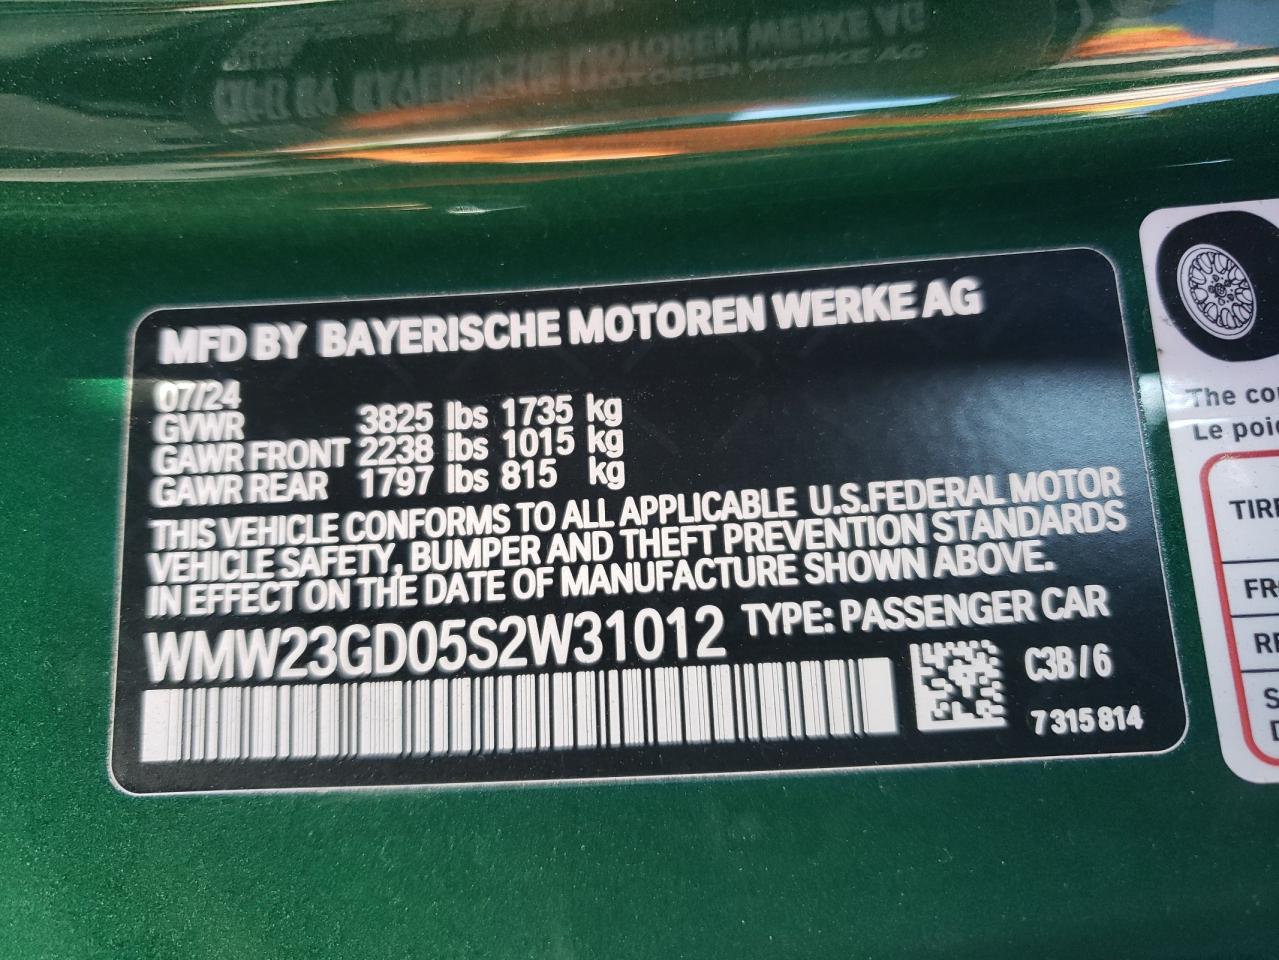 MFD BY BAYERISCHE MOTOREN WERKE AG
07/24
GVWR 3825 lbs 1735 kg
GAWR FRONT 2238 lbs 1015 kg
GAWR REAR 1797 lbs 815 kg
THIS VEHICLE CONFORMS TO ALL APPLICABLE U.S.FEDERAL MOTOR
VEHICLE SAFETY, BUMPER AND THEFT PREVENTION STANDARDS
IN EFFECT ON THE DATE OF MANUFACTURE SHOWN ABOVE.
WMW23GD05S2W31012 TYPE: PASSENGER CAR
C3B/6
7 315 814
The
Le